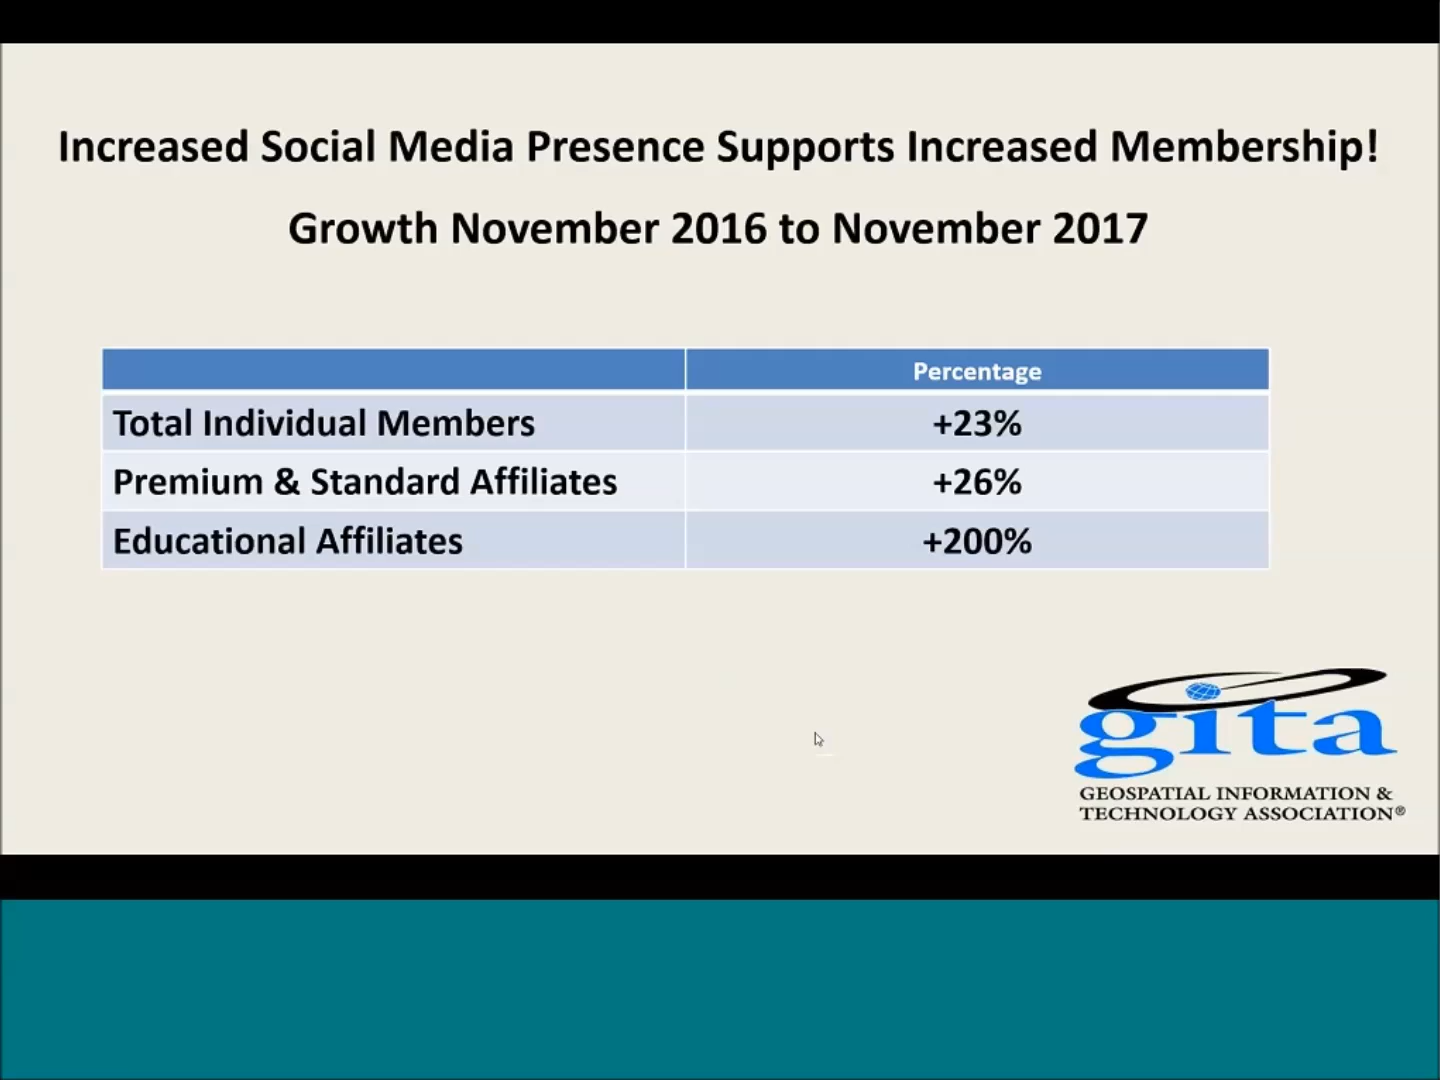 Increased Social Media Presence Supports Increased Membership!
Growth November 2016 to November 2017
Percentage
Total Individual Members +23%
Premium & Standard Affiliates +26%
Educational Affiliates +200%
gita
GEOSPATIAL INFORMATION &
TECHNOLOGY ASSOCIATION®